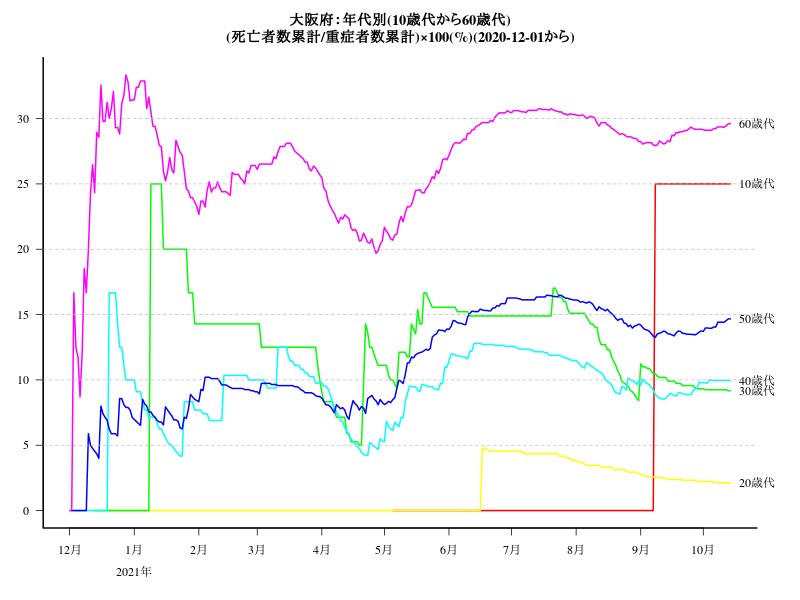 大阪府：年代別(10歳代から60歳代)
(死亡者数累計/重症者数累計)×100(%)(2020-12-01から)
30
25
20
15
10
5
0
60歳代
10歳代
50歳代
40歳代
30歳代
20歳代
12月 1月 2月 3月 4月 5月 6月 7月 8月 9月 10月
2021年